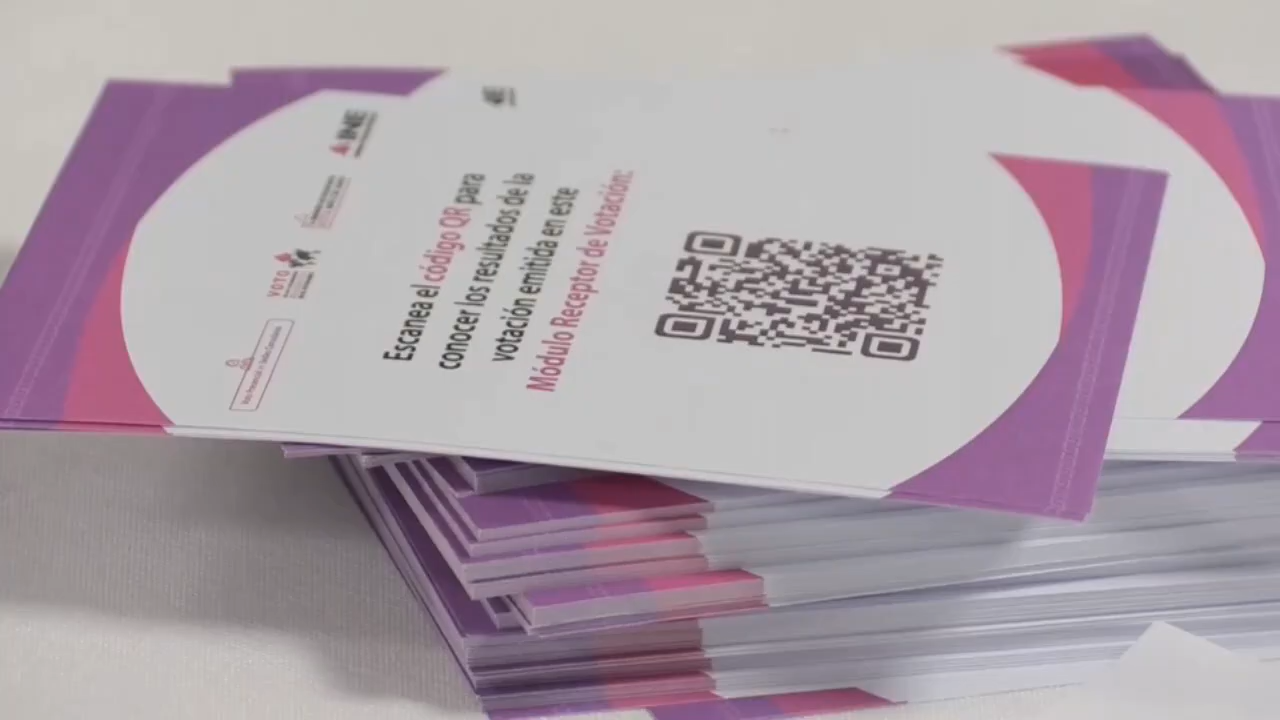 Escanea el código QR para
conocer los resultados de la
votación emitida en este
Módulo Receptor de Votación:
INE
VOTO